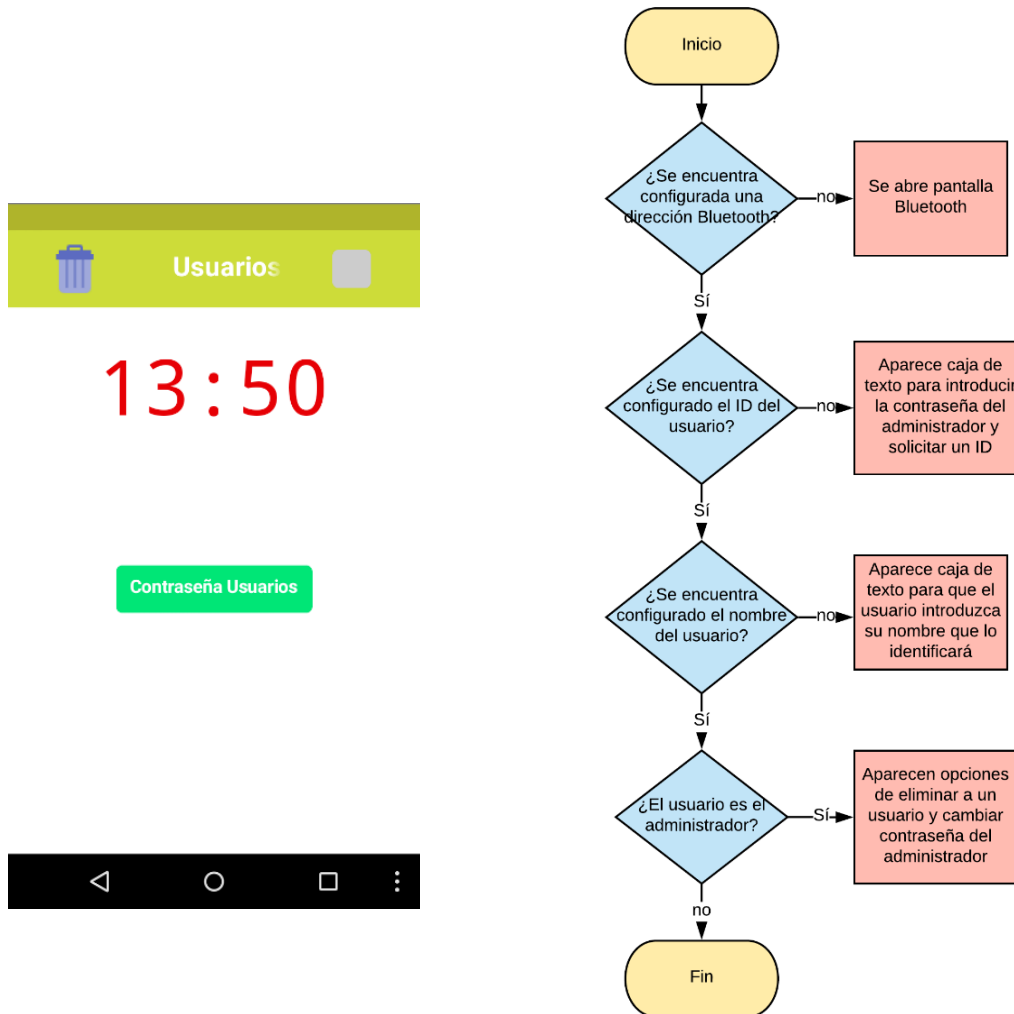 Usuarios
13:50
Contraseña Usuarios
Inicio
¿Se encuentra
configurada una
dirección Bluetooth?
no
Se abre pantalla
Bluetooth
Sí
¿Se encuentra
configurado el ID del
usuario?
no
Aparece caja de
texto para introducir
la contraseña del
administrador y
solicitar un ID
Sí
¿Se encuentra
configurado el nombre
del usuario?
no
Aparece caja de
texto para que el
usuario introduzca
su nombre que lo
identificará
Sí
¿El usuario es el
administrador?
Sí
Aparecen opciones
de eliminar a un
usuario y cambiar
contraseña del
administrador
no
Fin